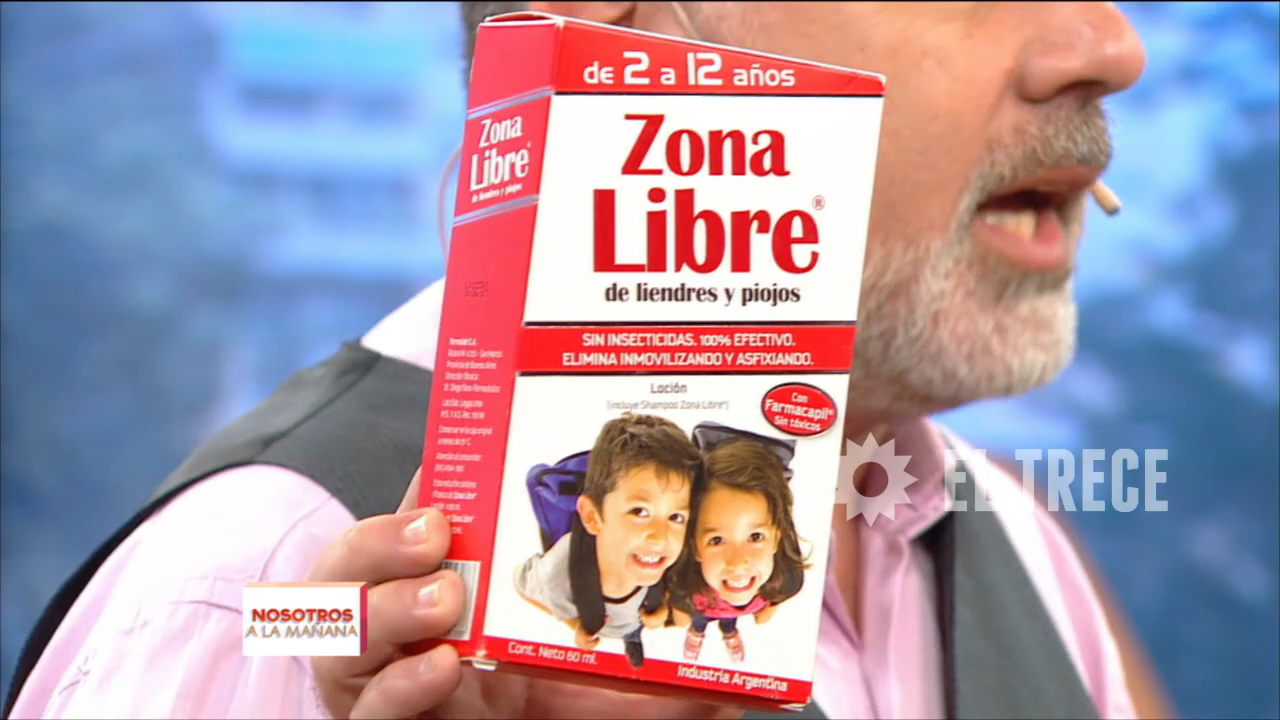 de 2 a 12 años
Zona
Libre®
de liendres y piojos
SIN INSECTICIDAS. 100% EFECTIVO.
ELIMINA INMOVILIZANDO Y ASFIXIANDO.
Loción
(incluye Shampoo Zona Libre®)
Con
Farmacapil®
Sin tóxicos
Cont. Neto 60 ml.
Industria Argentina
Zona
Libre
de liendres y piojos
EL TRECE
NOSOTROS
A LA MAÑANA